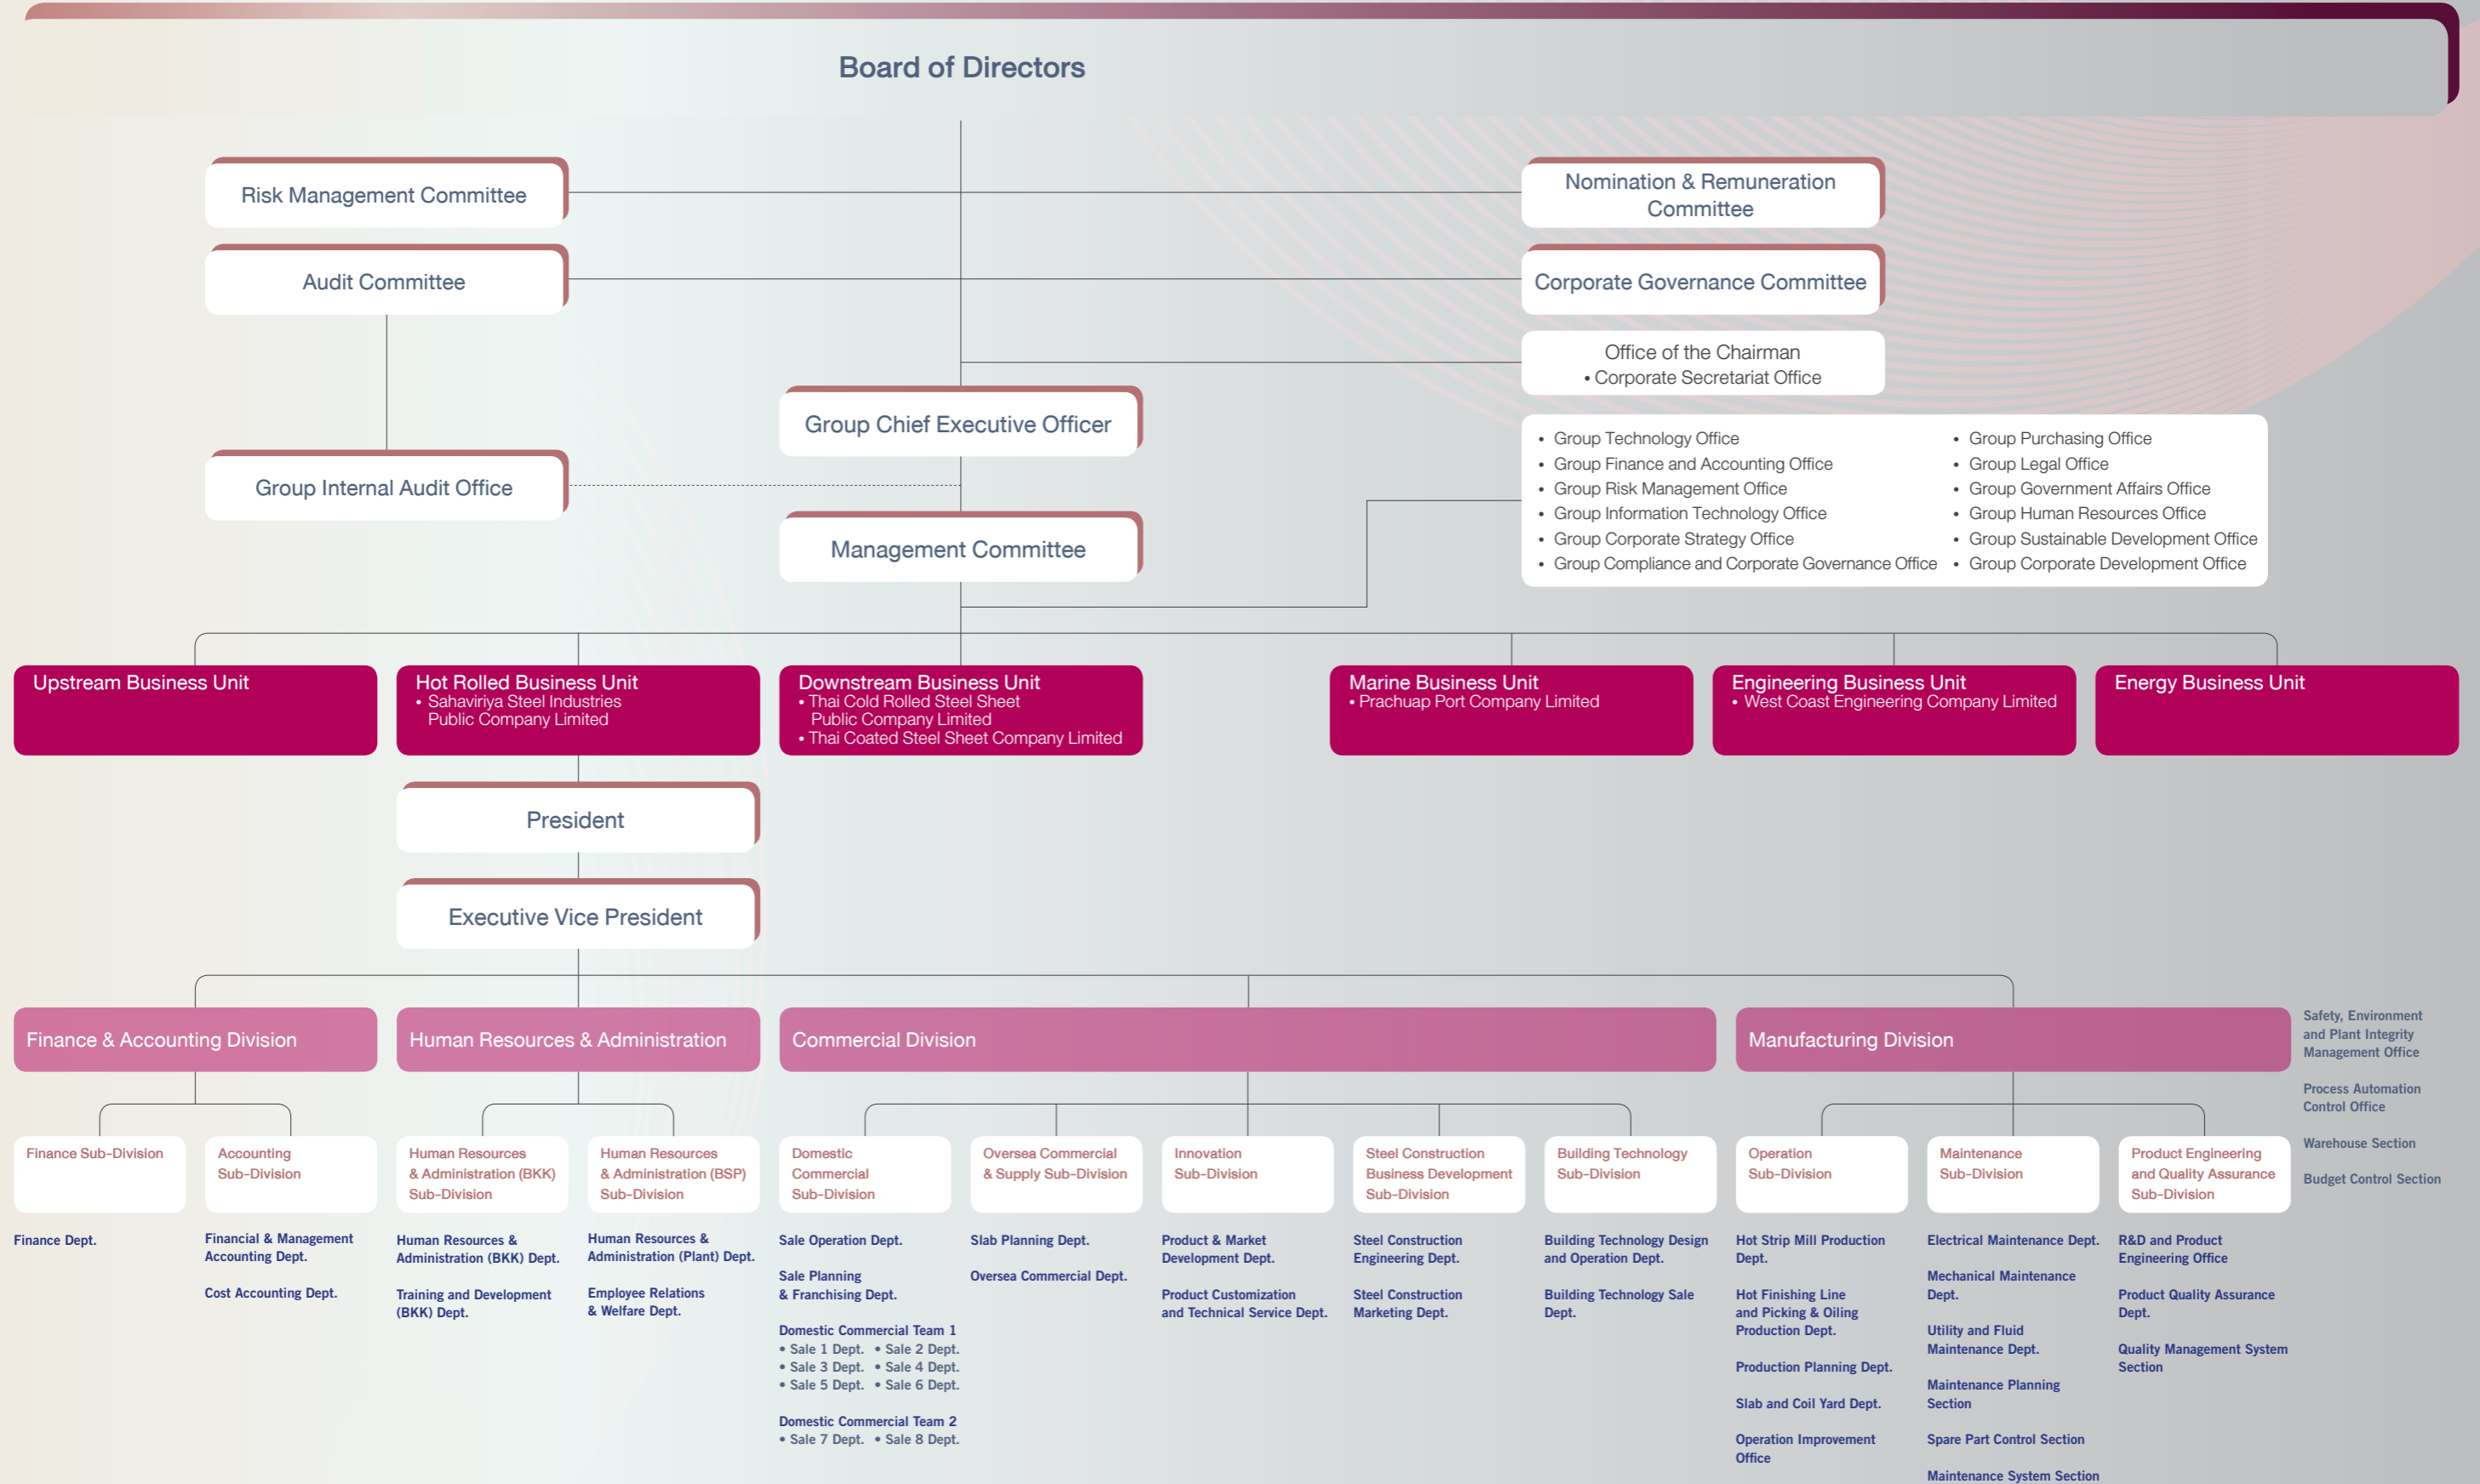 Board of Directors
Risk Management Committee
Nomination & Remuneration
Committee
Audit Committee
Corporate Governance Committee
Office of the Chairman
• Corporate Secretariat Office
Group Chief Executive Officer
• Group Technology Office
• Group Finance and Accounting Office
• Group Risk Management Office
• Group Information Technology Office
• Group Corporate Strategy Office
• Group Compliance and Corporate Governance Office
• Group Purchasing Office
• Group Legal Office
• Group Government Affairs Office
• Group Human Resources Office
• Group Sustainable Development Office
• Group Corporate Development Office
Group Internal Audit Office
Management Committee
Upstream Business Unit
Hot Rolled Business Unit
• Sahaviriya Steel Industries
Public Company Limited
Downstream Business Unit
• Thai Cold Rolled Steel Sheet
Public Company Limited
• Thai Coated Steel Sheet Company Limited
Marine Business Unit
• Prachuap Port Company Limited
Engineering Business Unit
• West Coast Engineering Company Limited
Energy Business Unit
President
Executive Vice President
Finance & Accounting Division
Human Resources & Administration
Commercial Division
Manufacturing Division
Safety, Environment
and Plant Integrity
Management Office
Process Automation
Control Office
Warehouse Section
Budget Control Section
Finance Sub-Division
Finance Dept.
Accounting
Sub-Division
Financial & Management
Accounting Dept.
Cost Accounting Dept.
Human Resources
& Administration (BKK)
Sub-Division
Human Resources &
Administration (BKK) Dept.
Training and Development
(BKK) Dept.
Human Resources
& Administration (BSP)
Sub-Division
Human Resources &
Administration (Plant) Dept.
Employee Relations
& Welfare Dept.
Domestic
Commercial
Sub-Division
Sale Operation Dept.
Sale Planning
& Franchising Dept.
Domestic Commercial Team 1
• Sale 1 Dept. • Sale 2 Dept.
• Sale 3 Dept. • Sale 4 Dept.
• Sale 5 Dept. • Sale 6 Dept.
Domestic Commercial Team 2
• Sale 7 Dept. • Sale 8 Dept.
Oversea Commercial
& Supply Sub-Division
Slab Planning Dept.
Oversea Commercial Dept.
Innovation
Sub-Division
Product & Market
Development Dept.
Product Customization
and Technical Service Dept.
Steel Construction
Business Development
Sub-Division
Steel Construction
Engineering Dept.
Steel Construction
Marketing Dept.
Building Technology
Sub-Division
Building Technology Design
and Operation Dept.
Building Technology Sale
Dept.
Operation
Sub-Division
Hot Strip Mill Production
Dept.
Hot Finishing Line
and Picking & Oiling
Production Dept.
Production Planning Dept.
Slab and Coil Yard Dept.
Operation Improvement
Office
Maintenance
Sub-Division
Electrical Maintenance Dept.
Mechanical Maintenance
Dept.
Utility and Fluid
Maintenance Dept.
Maintenance Planning
Section
Spare Part Control Section
Maintenance System Section
Product Engineering
and Quality Assurance
Sub-Division
R&D and Product
Engineering Office
Product Quality Assurance
Dept.
Quality Management System
Section